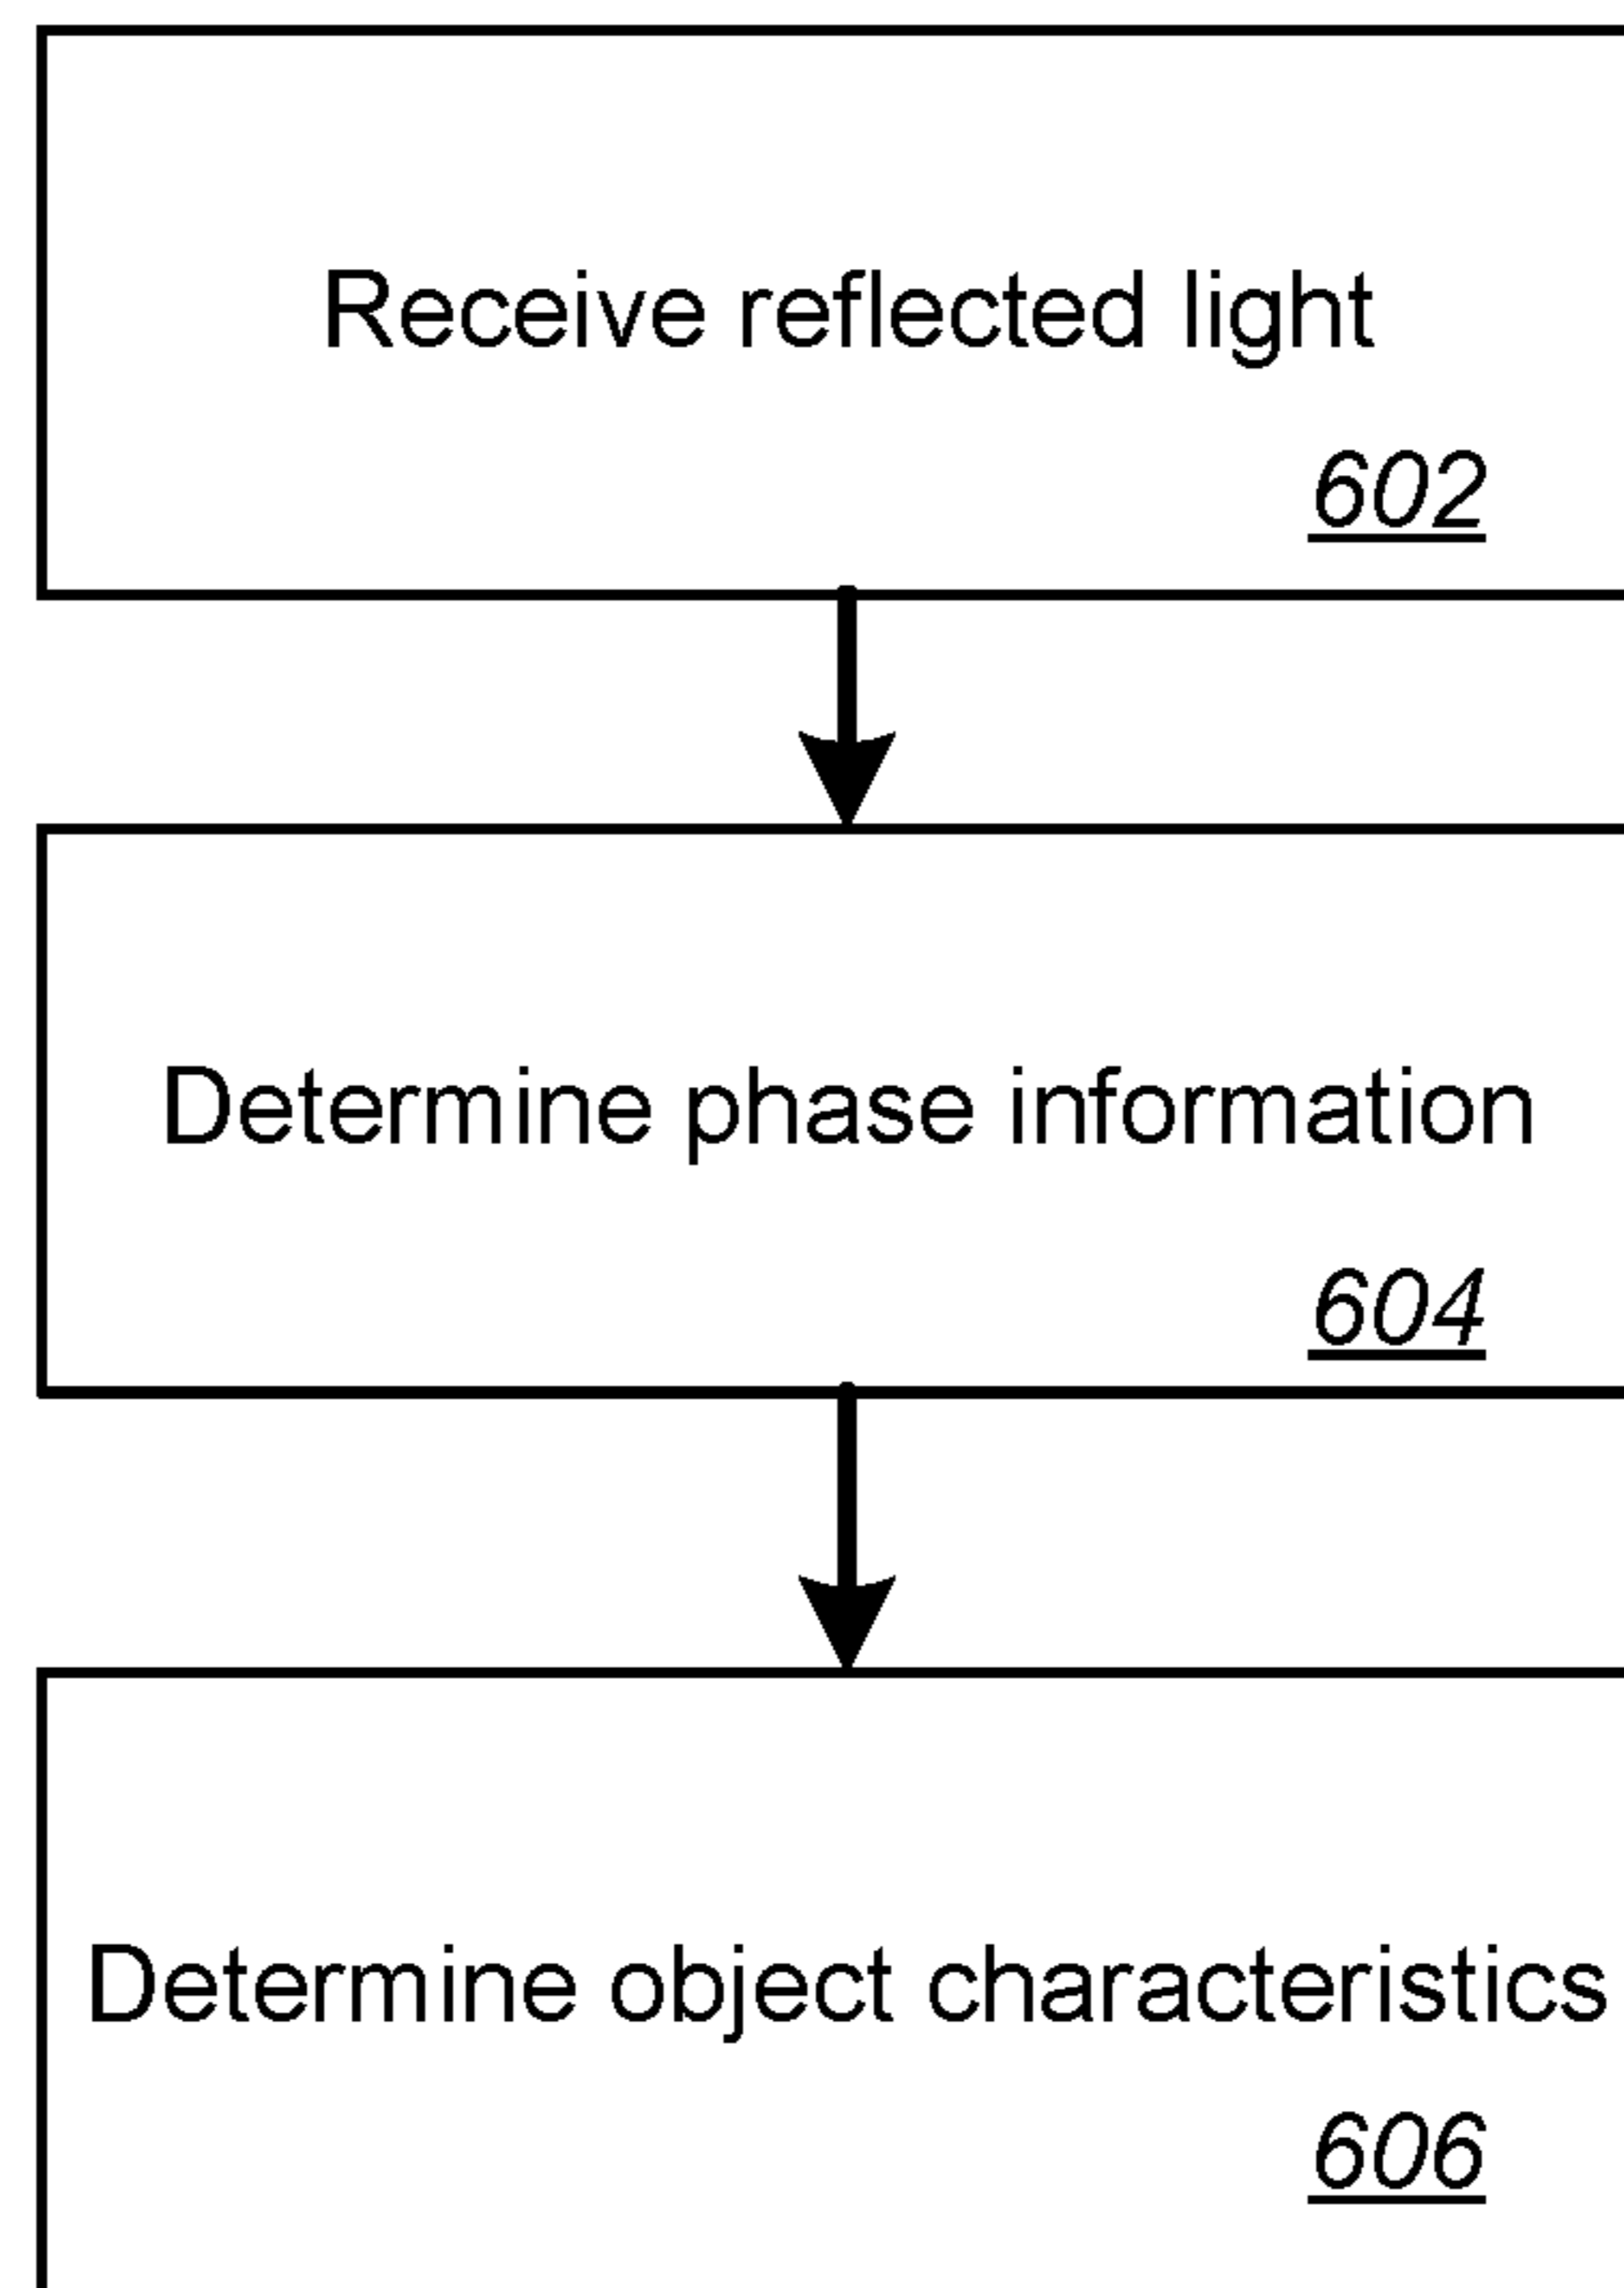 Receive reflected light
602
Determine phase information
604
Determine object characteristics
606